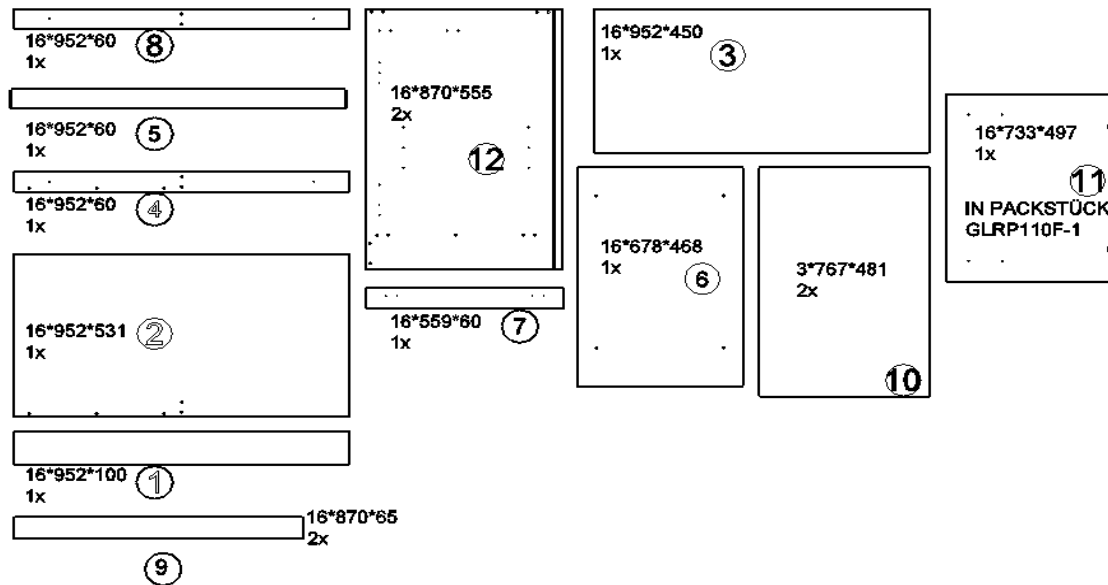 16*952*60
1x
8
16*952*60
1x
5
16*952*60
1x
4
16*952*531
1x
2
16*952*100
1x
1
16*870*65
2x
9
16*870*555
2x
12
16*559*60
1x
7
16*952*450
1x
3
16*678*468
1x
6
3*767*481
2x
10
16*733*497
1x
11
IN PACKSTÜCK
GLRP110F-1